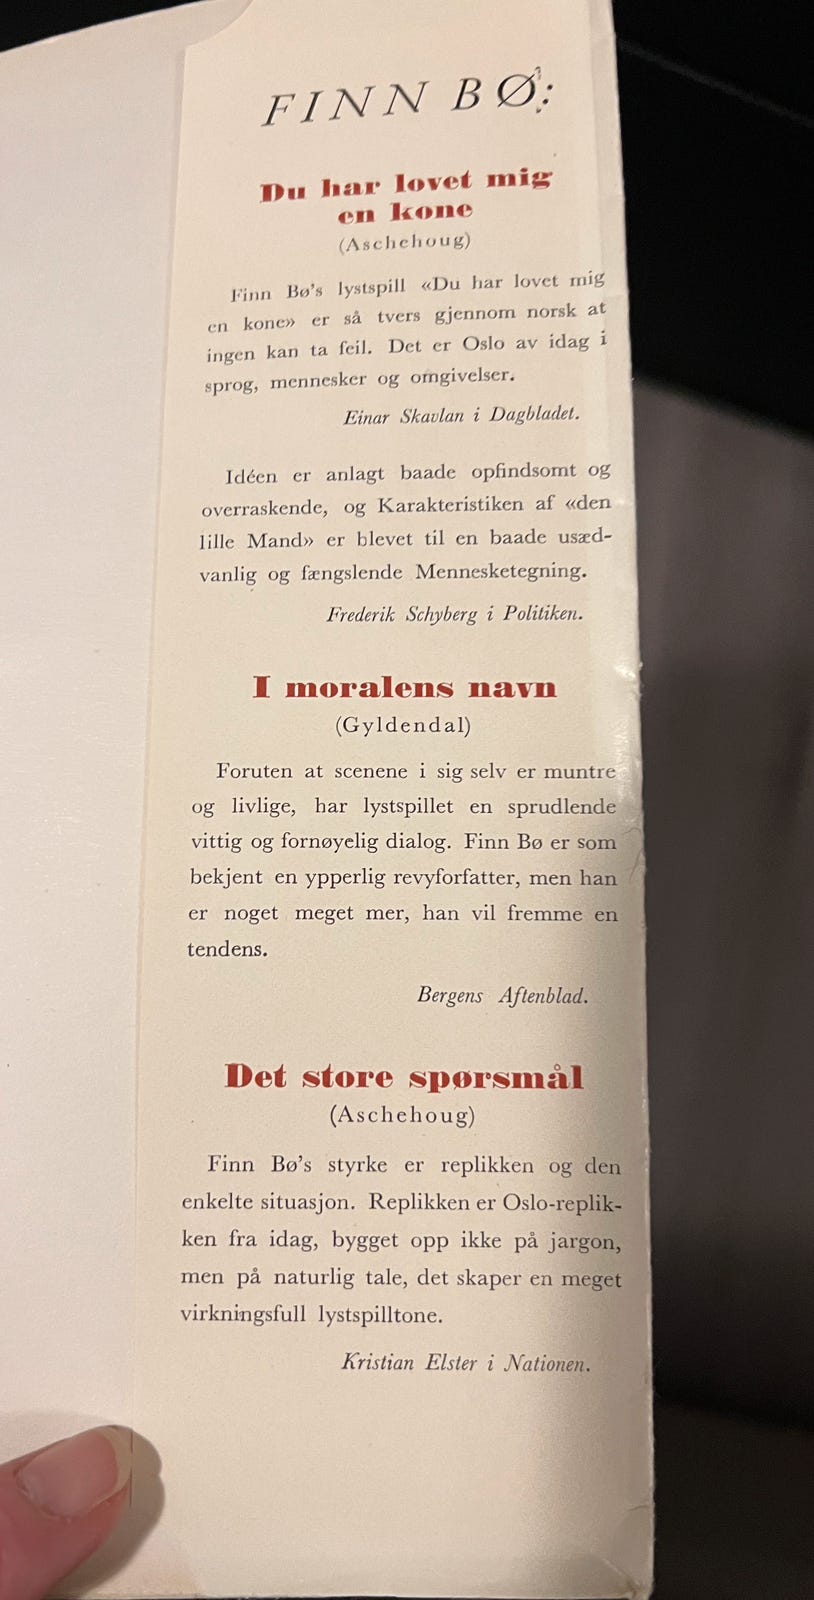 FINN BØ:
Du har lovet mig
en kone
(Aschehoug)
Finn Bø's lystspill «Du har lovet mig
en kone» er så tvers gjennom norsk at
ingen kan ta feil. Det er Oslo av idag i
sprog, mennesker og omgivelser.
Einar Skavlan i Dagbladet.
Idéen er anlagt baade opfindsomt og
overraskende, og Karakteristiken af «den
lille Mand» er blevet til en baade usæd-
vanlig og fængslende Mennesketegning.
Frederik Schyberg i Politiken.
I moralens navn
(Gyldendal)
Foruten at scenene i sig selv er muntre
og livlige, har lystspillet en sprudlende
vittig og fornøyelig dialog. Finn Bø er som
bekjent en ypperlig revyforfatter, men han
er noget meget mer, han vil fremme en
tendens.
Bergens Aftenblad.
Det store spørsmål
(Aschehoug)
Finn Bø's styrke er replikken og den
enkelte situasjon. Replikken er Oslo-replik-
ken fra idag, bygget opp ikke på jargon,
men på naturlig tale, det skaper en meget
virkningsfull lystspilltone.
Kristian Elster i Nationen.